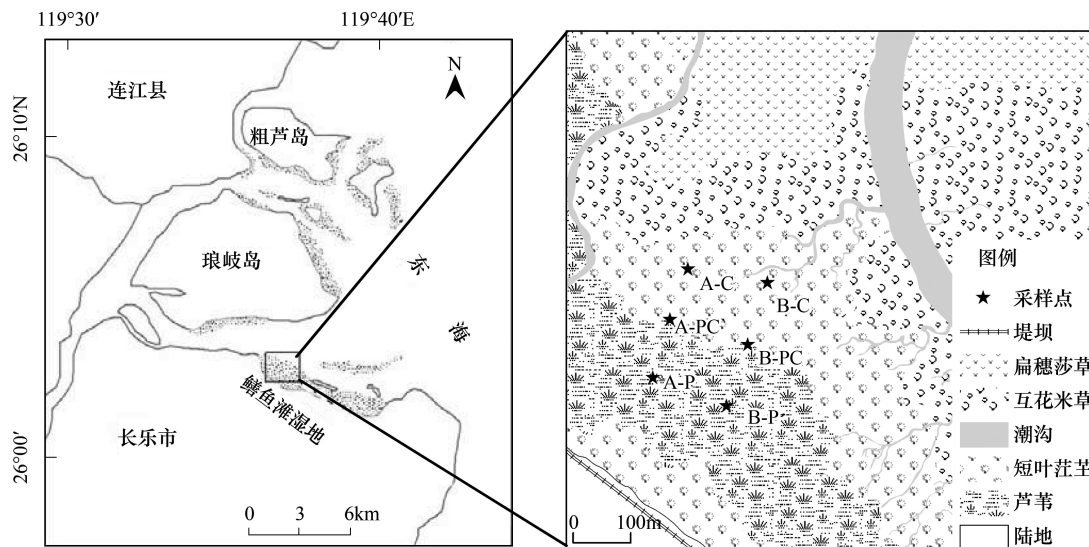 119°30′
119°40′E
26°10′N
26°00′
N
连江县
粗芦岛
琅岐岛
东
海
鳝鱼滩湿地
长乐市
0 3 6km
A-C
B-C
A-PC
B-PC
A-P
B-P
0 100m
图例
采样点
堤坝
扁穗莎草
互花米草
潮沟
短叶茳芏
芦苇
陆地